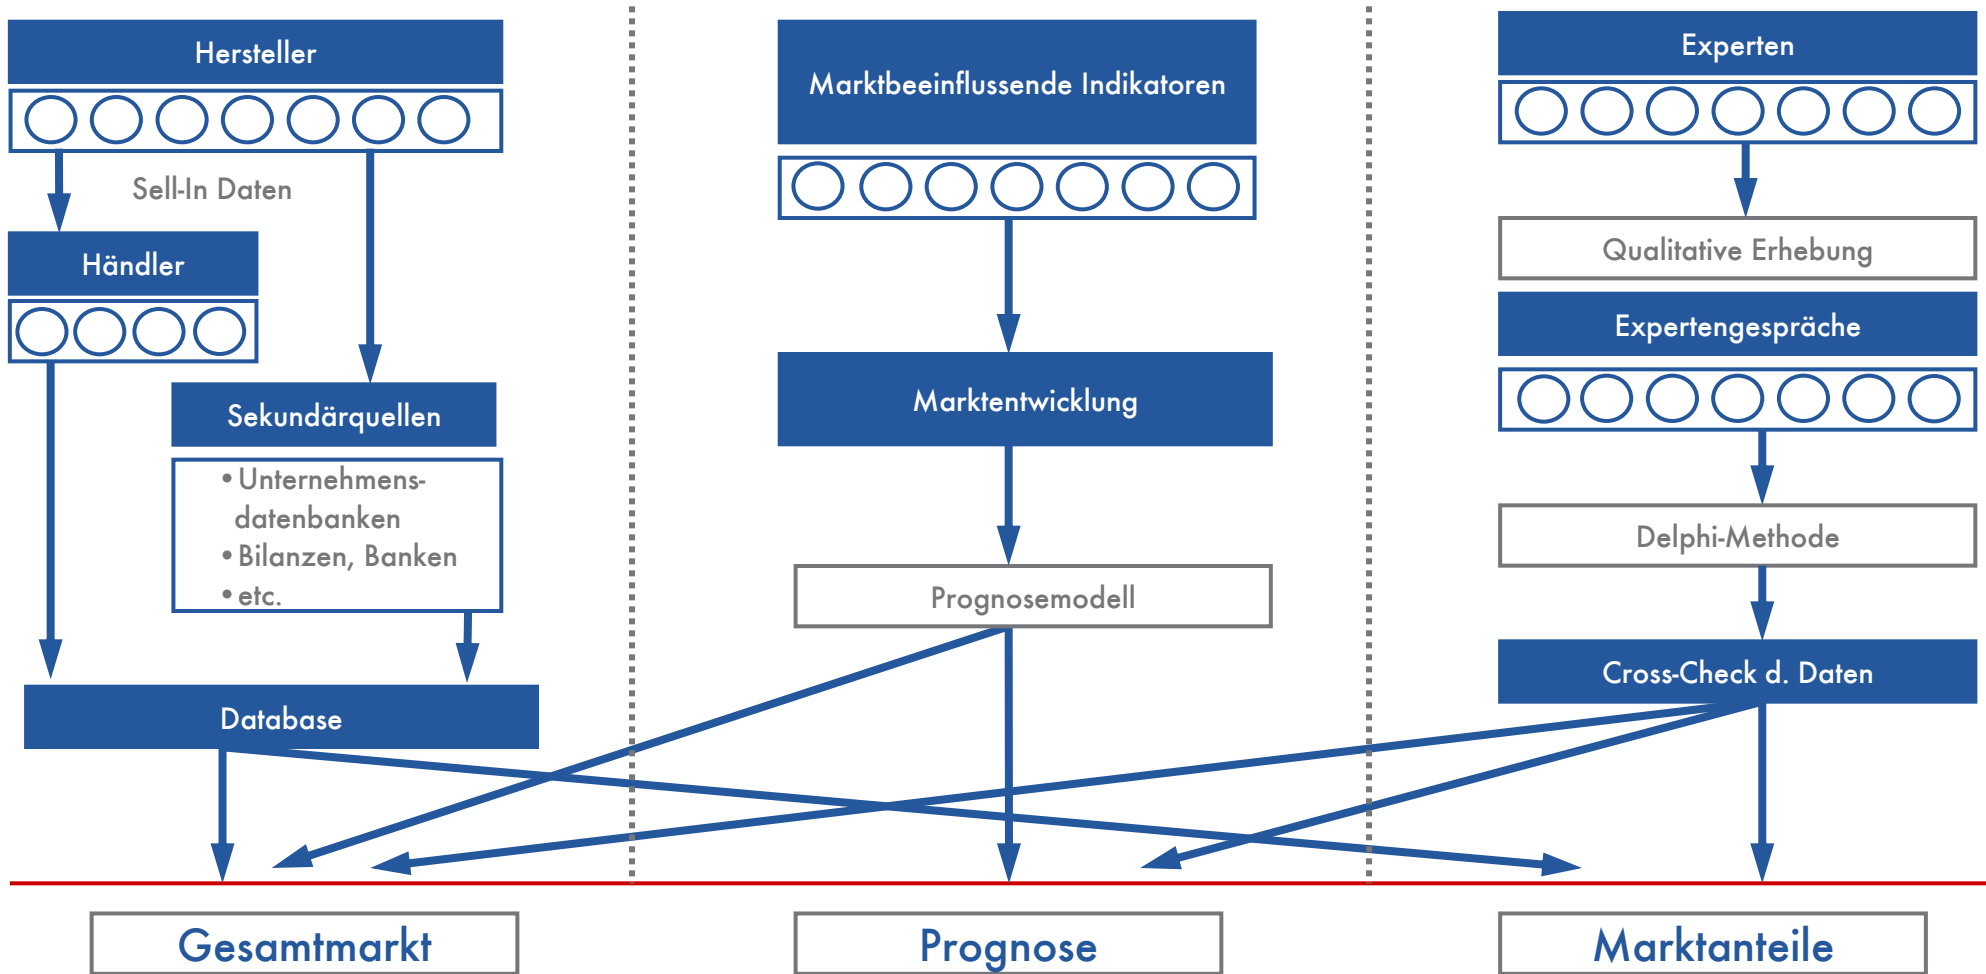 Hersteller
Sell-In Daten
Händler
Sekundärquellen
•Unternehmens-
datenbanken
•Bilanzen, Banken
•etc.
Database
Marktbeeinflussende Indikatoren
Marktentwicklung
Prognosemodell
Experten
Qualitative Erhebung
Expertengespräche
Delphi-Methode
Cross-Check d. Daten
Gesamtmarkt
Prognose
Marktanteile